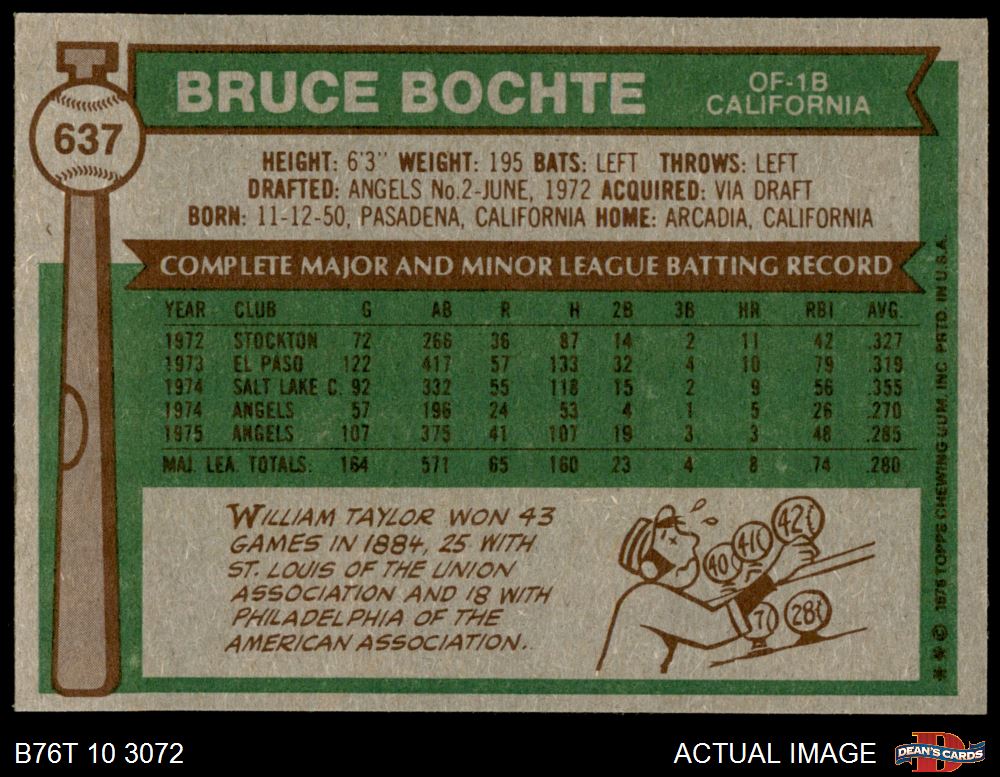 BRUCE BOCHTE
OF-1B
CALIFORNIA
637
HEIGHT: 6'3" WEIGHT: 195 BATS: LEFT THROWS: LEFT
DRAFTED: ANGELS No.2-JUNE, 1972 ACQUIRED: VIA DRAFT
BORN: 11-12-50, PASADENA, CALIFORNIA HOME: ARCADIA, CALIFORNIA
COMPLETE MAJOR AND MINOR LEAGUE BATTING RECORD
YEAR CLUB G AB R H 2B 3B HR RBI AVG.
1972 STOCKTON 72 266 36 87 14 2 11 42 .327
1973 EL PASO 122 417 57 133 32 4 10 79 .319
1974 SALT LAKE C. 92 332 55 118 15 2 9 56 .355
1974 ANGELS 57 196 24 53 4 1 5 26 .270
1975 ANGELS 107 375 41 107 19 3 3 48 .285
MAJ. LEA. TOTALS: 164 571 65 160 23 4 8 74 .280
WILLIAM TAYLOR WON 43
GAMES IN 1884, 25 WITH
ST. LOUIS OF THE UNION
ASSOCIATION AND 18 WITH
PHILADELPHIA OF THE
AMERICAN ASSOCIATION..
40 41 42
7 28
✱✱© 1976 TOPPS CHEWING GUM, INC. PRTD. IN U.S.A.
B76T 10 3072
ACTUAL IMAGE
D
DEAN'S CARDS